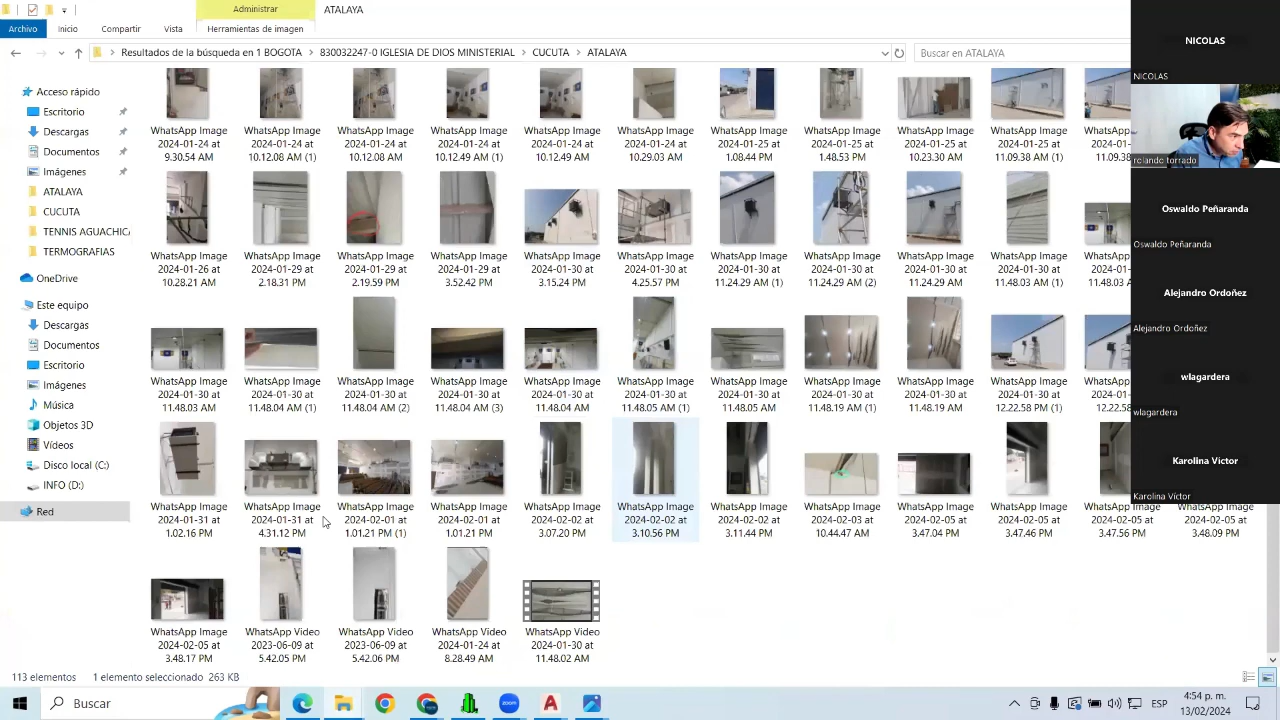 Administrar
ATALAYA
Archivo
Inicio
Compartir
Vista
Herramientas de imagen
Resultados de la búsqueda en 1 BOGOTA
830032247-0 IGLESIA DE DIOS MINISTERIAL
CUCUTA
ATALAYA
Buscar en ATALAYA
Acceso rápido
Escritorio
Descargas
Documentos
Imágenes
ATALAYA
CUCUTA
TENNIS AGUACHICA
TERMOGRAFIAS
OneDrive
Este equipo
Descargas
Documentos
Escritorio
Imágenes
Música
Objetos 3D
Vídeos
Disco local (C:)
INFO (D:)
Red
WhatsApp Image
2024-01-24 at
9.30.54 AM
WhatsApp Image
2024-01-24 at
10.12.08 AM (1)
WhatsApp Image
2024-01-24 at
10.12.08 AM
WhatsApp Image
2024-01-24 at
10.12.49 AM (1)
WhatsApp Image
2024-01-24 at
10.12.49 AM
WhatsApp Image
2024-01-24 at
10.29.03 AM
WhatsApp Image
2024-01-25 at
1.08.44 PM
WhatsApp Image
2024-01-25 at
1.48.53 PM
WhatsApp Image
2024-01-25 at
10.23.30 AM
WhatsApp Image
2024-01-25 at
11.09.38 AM (1)
WhatsApp
2024-01-25
11.09.38
WhatsApp Image
2024-01-26 at
10.28.21 AM
WhatsApp Image
2024-01-29 at
2.18.31 PM
WhatsApp Image
2024-01-29 at
2.19.59 PM
WhatsApp Image
2024-01-29 at
3.52.42 PM
WhatsApp Image
2024-01-30 at
3.15.24 PM
WhatsApp Image
2024-01-30 at
4.25.57 PM
WhatsApp Image
2024-01-30 at
11.24.29 AM (1)
WhatsApp Image
2024-01-30 at
11.24.29 AM (2)
WhatsApp Image
2024-01-30 at
11.24.29 AM
WhatsApp Image
2024-01-30 at
11.48.03 AM (1)
WhatsApp
2024-01-30
11.48.03 A
WhatsApp Image
2024-01-30 at
11.48.03 AM
WhatsApp Image
2024-01-30 at
11.48.04 AM (1)
WhatsApp Image
2024-01-30 at
11.48.04 AM (2)
WhatsApp Image
2024-01-30 at
11.48.04 AM (3)
WhatsApp Image
2024-01-30 at
11.48.04 AM
WhatsApp Image
2024-01-30 at
11.48.05 AM (1)
WhatsApp Image
2024-01-30 at
11.48.05 AM
WhatsApp Image
2024-01-30 at
11.48.19 AM (1)
WhatsApp Image
2024-01-30 at
11.48.19 AM
WhatsApp Image
2024-01-30 at
12.22.58 PM (1)
WhatsApp
2024-01-30
12.22.58
WhatsApp Image
2024-01-31 at
1.02.16 PM
WhatsApp Image
2024-01-31 at
4.31.12 PM
WhatsApp Image
2024-02-01 at
1.01.21 PM (1)
WhatsApp Image
2024-02-01 at
1.01.21 PM
WhatsApp Image
2024-02-02 at
3.07.20 PM
WhatsApp Image
2024-02-02 at
3.10.56 PM
WhatsApp Image
2024-02-02 at
3.11.44 PM
WhatsApp Image
2024-02-03 at
10.44.47 AM
WhatsApp Image
2024-02-05 at
3.47.04 PM
WhatsApp Image
2024-02-05 at
3.47.46 PM
WhatsApp Image
2024-02-05 at
3.47.56 PM
WhatsApp Image
2024-02-05 at
3.48.09 PM
WhatsApp Image
2024-02-05 at
3.48.17 PM
WhatsApp Video
2023-06-09 at
5.42.05 PM
WhatsApp Video
2023-06-09 at
5.42.06 PM
WhatsApp Video
2024-01-24 at
8.28.49 AM
WhatsApp Video
2024-01-30 at
11.48.02 AM
NICOLAS
NICOLAS
rolando torrado
Oswaldo Peñaranda
Oswaldo Peñaranda
Alejandro Ordoñez
Alejandro Ordoñez
wlagardera
wlagardera
Karolina Victor
Karolina Víctor
113 elementos
1 elemento seleccionado 263 KB
Buscar
zoom
ESP
4:54 p. m.
13/02/2024